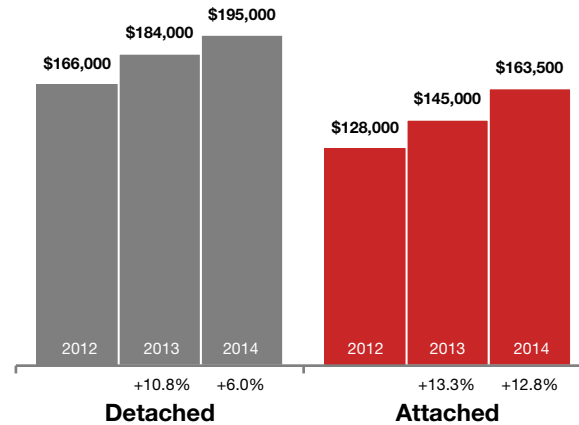 $166,000
$184,000
$195,000
$128,000
$145,000
$163,500
2012 2013 2014 2012 2013 2014
+10.8% +6.0% +13.3% +12.8%
Detached Attached